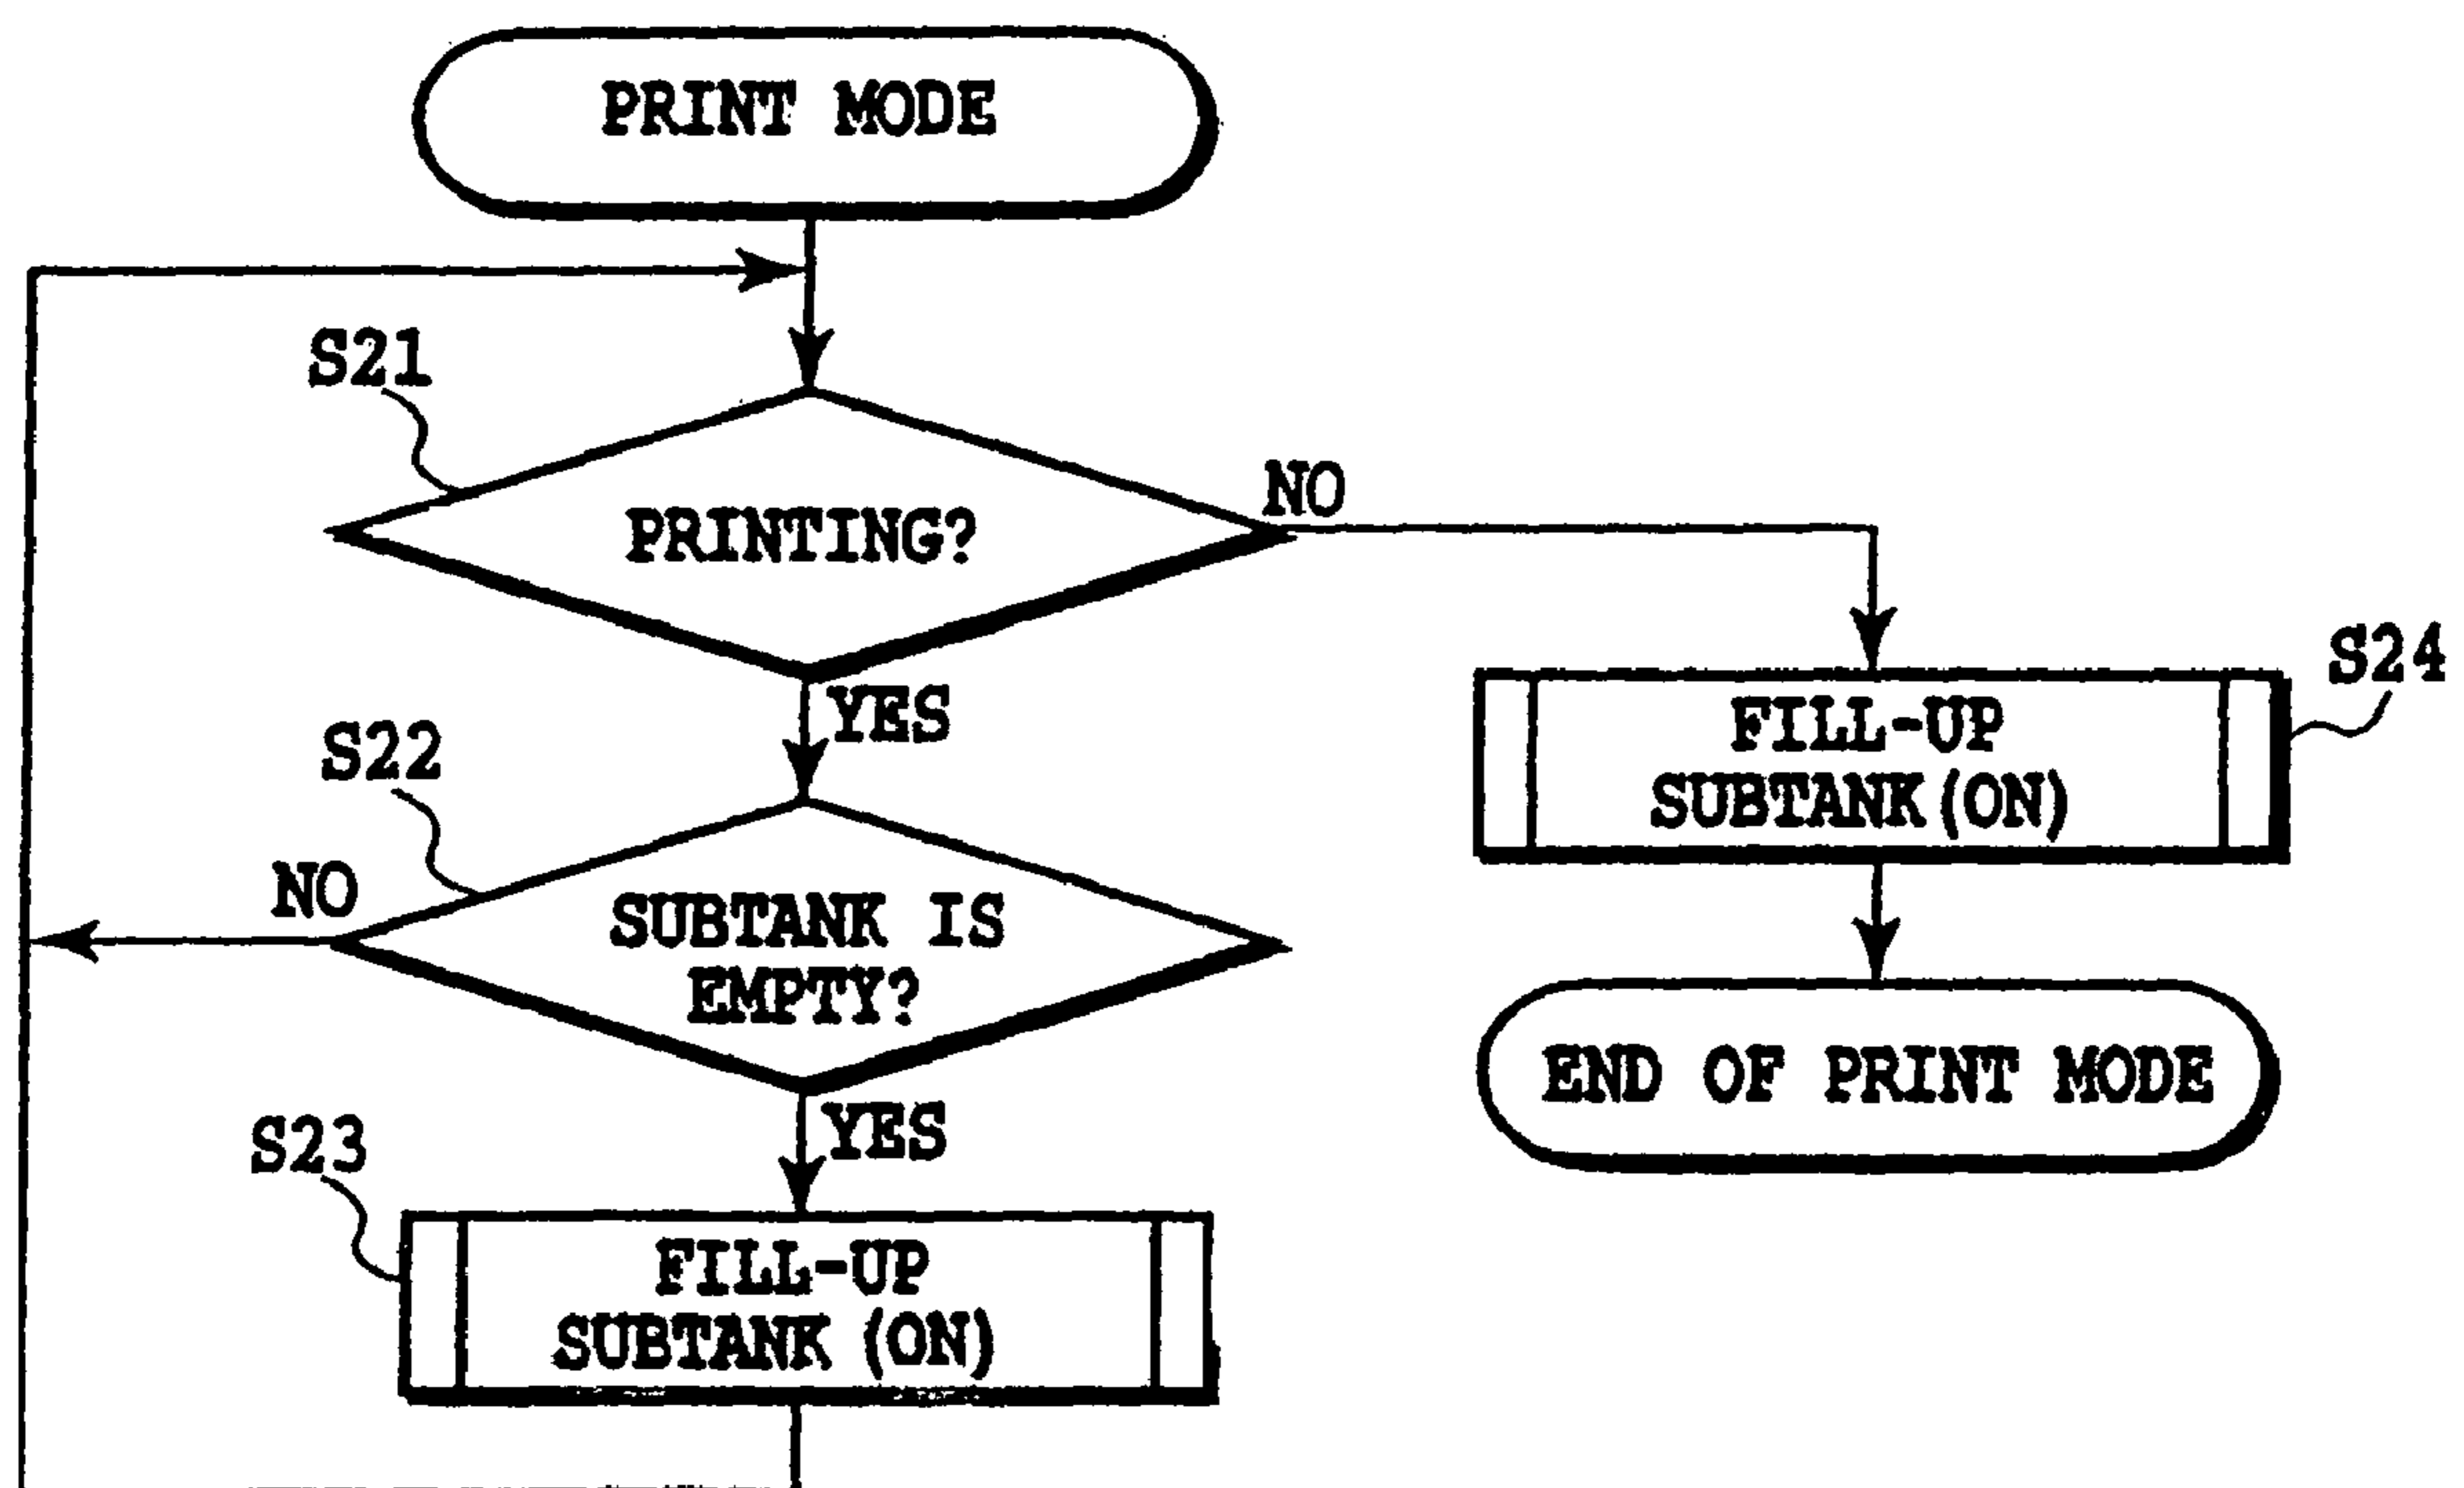 PRINT MODE
S21
PRINTING?
NO
YES
S22
SUBTANK IS
EMPTY?
NO
YES
S23
FILL-UP
SUBTANK (ON)
S24
FILL-UP
SUBTANK (ON)
END OF PRINT MODE